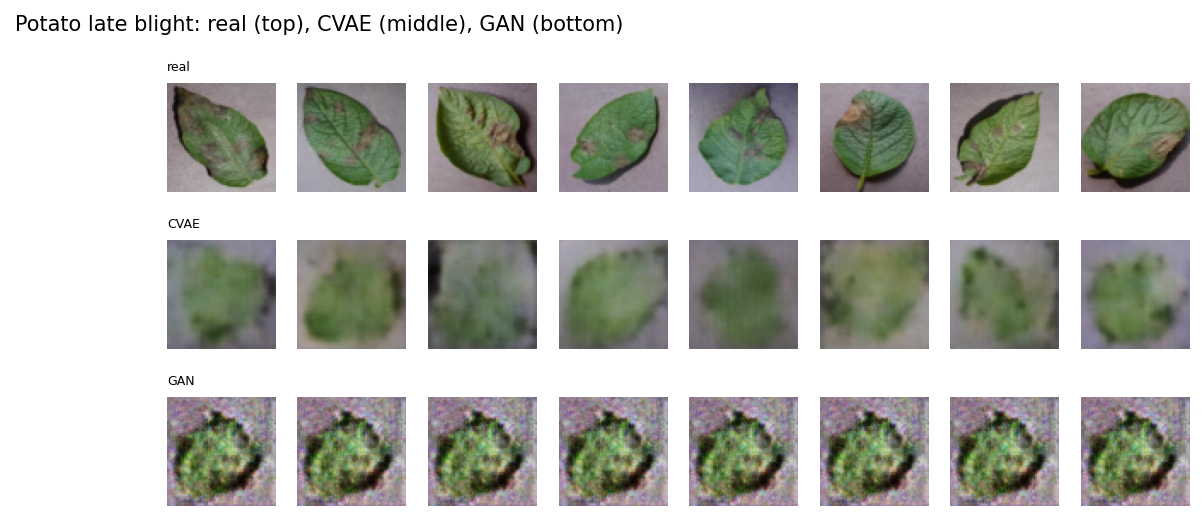 Potato late blight: real (top), CVAE (middle), GAN (bottom)
real
CVAE
GAN